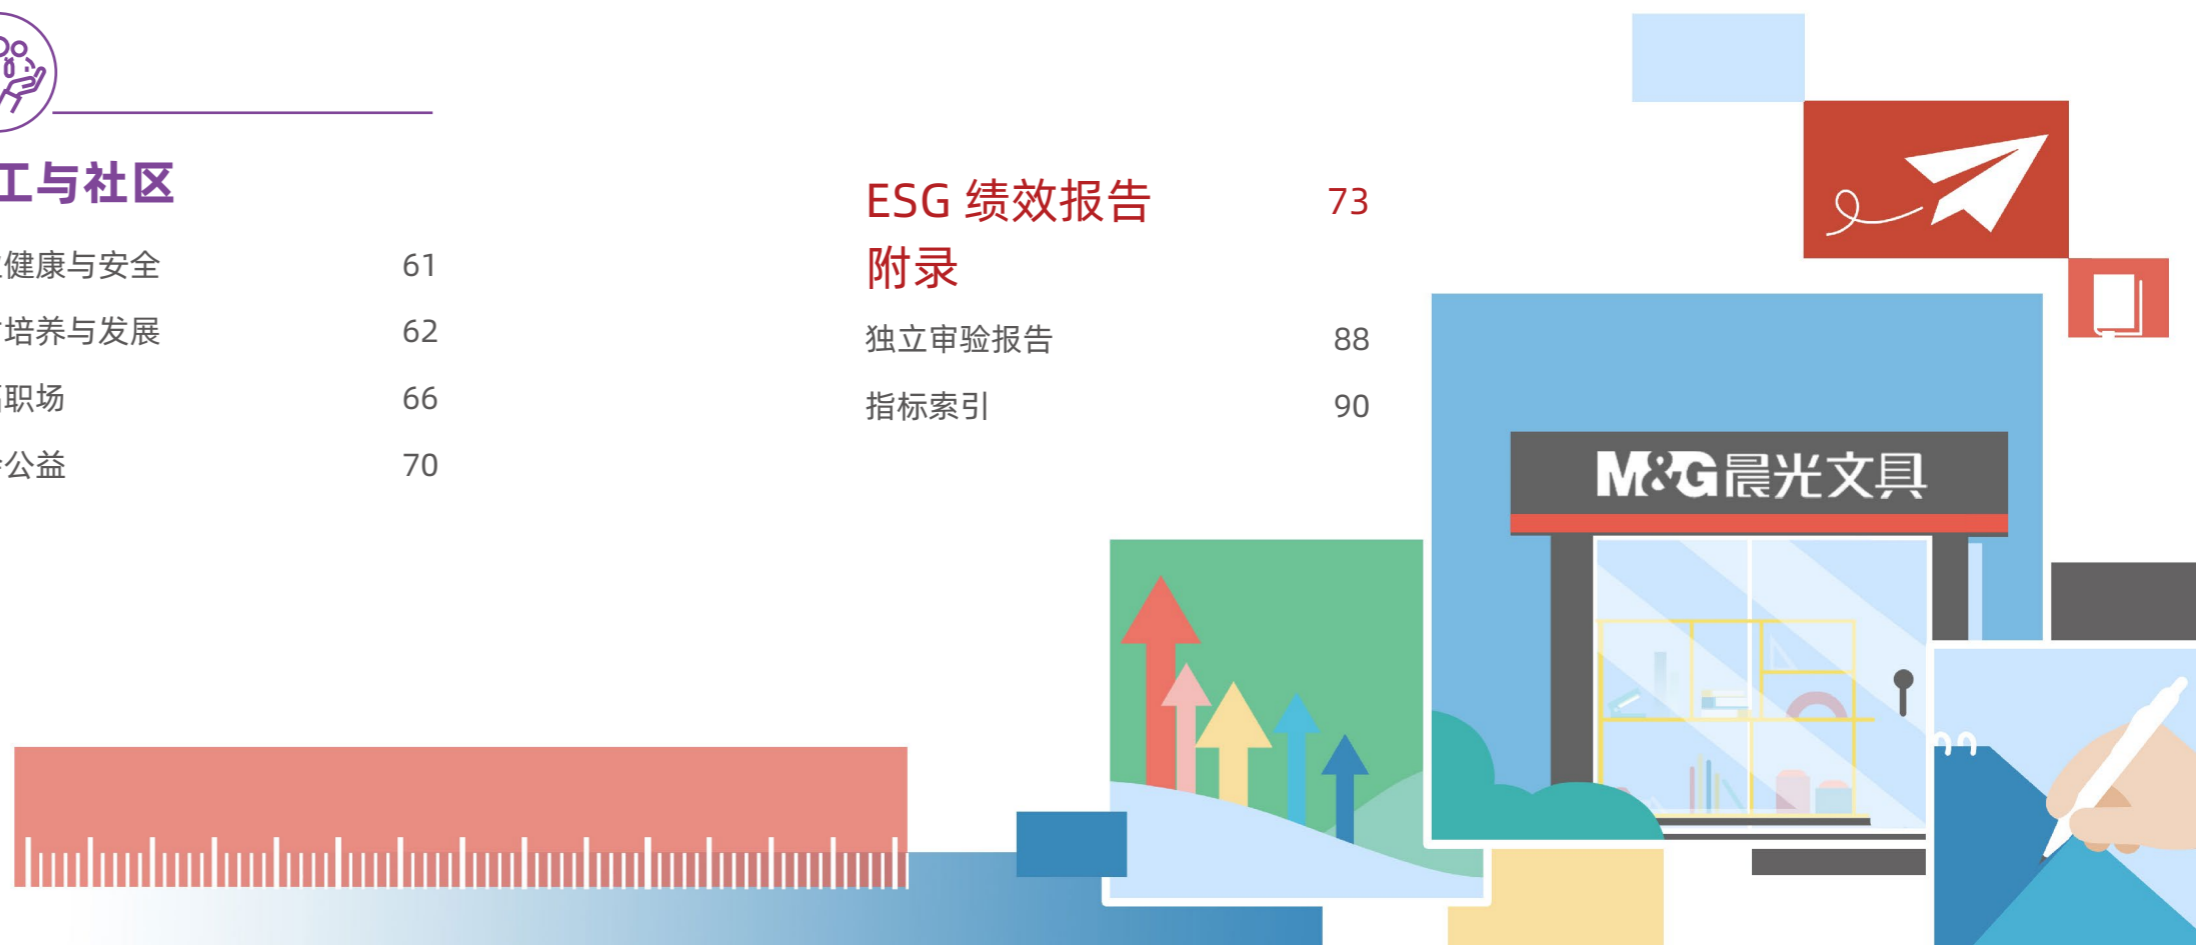 工与社区
健康与安全 61
培养与发展 62
职场 66
公益 70
ESG 绩效报告 73
附录
独立审验报告 88
指标索引 90
M&G晨光文具